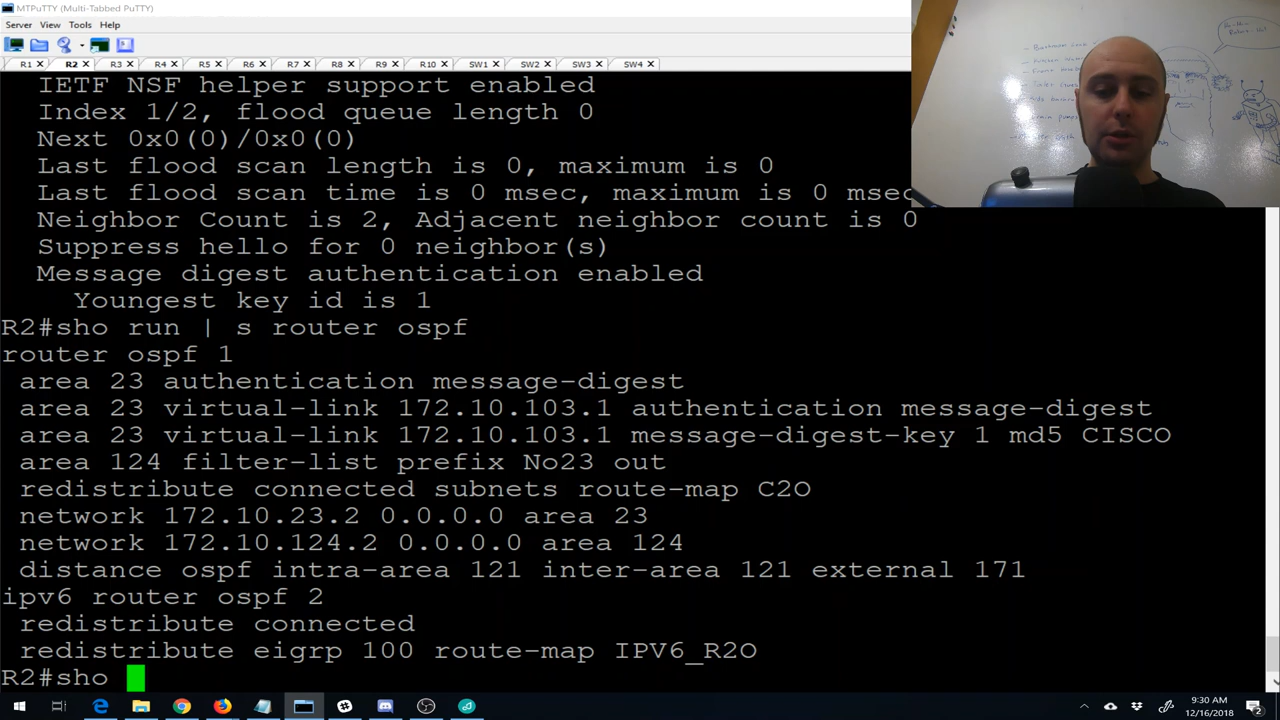 MTPuTTY (Multi-Tabbed PuTTY)
Server View Tools Help
R1 R2 R3 R4 R5 R6 R7 R8 R9 R10 SW1 SW2 SW3 SW4
IETF NSF helper support enabled
Index 1/2, flood queue length 0
Next 0x0(0)/0x0(0)
Last flood scan length is 0, maximum is 0
Last flood scan time is 0 msec, maximum is 0 msec
Neighbor Count is 2, Adjacent neighbor count is 0
Suppress hello for 0 neighbor(s)
Message digest authentication enabled
Youngest key id is 1
R2#sho run | s router ospf
router ospf 1
area 23 authentication message-digest
area 23 virtual-link 172.10.103.1 authentication message-digest
area 23 virtual-link 172.10.103.1 message-digest-key 1 md5 CISCO
area 124 filter-list prefix No23 out
redistribute connected subnets route-map C2O
network 172.10.23.2 0.0.0.0 area 23
network 172.10.124.2 0.0.0.0 area 124
distance ospf intra-area 121 inter-area 121 external 171
ipv6 router ospf 2
redistribute connected
redistribute eigrp 100 route-map IPV6_R2O
R2#sho
9:30 AM
12/16/2018
2